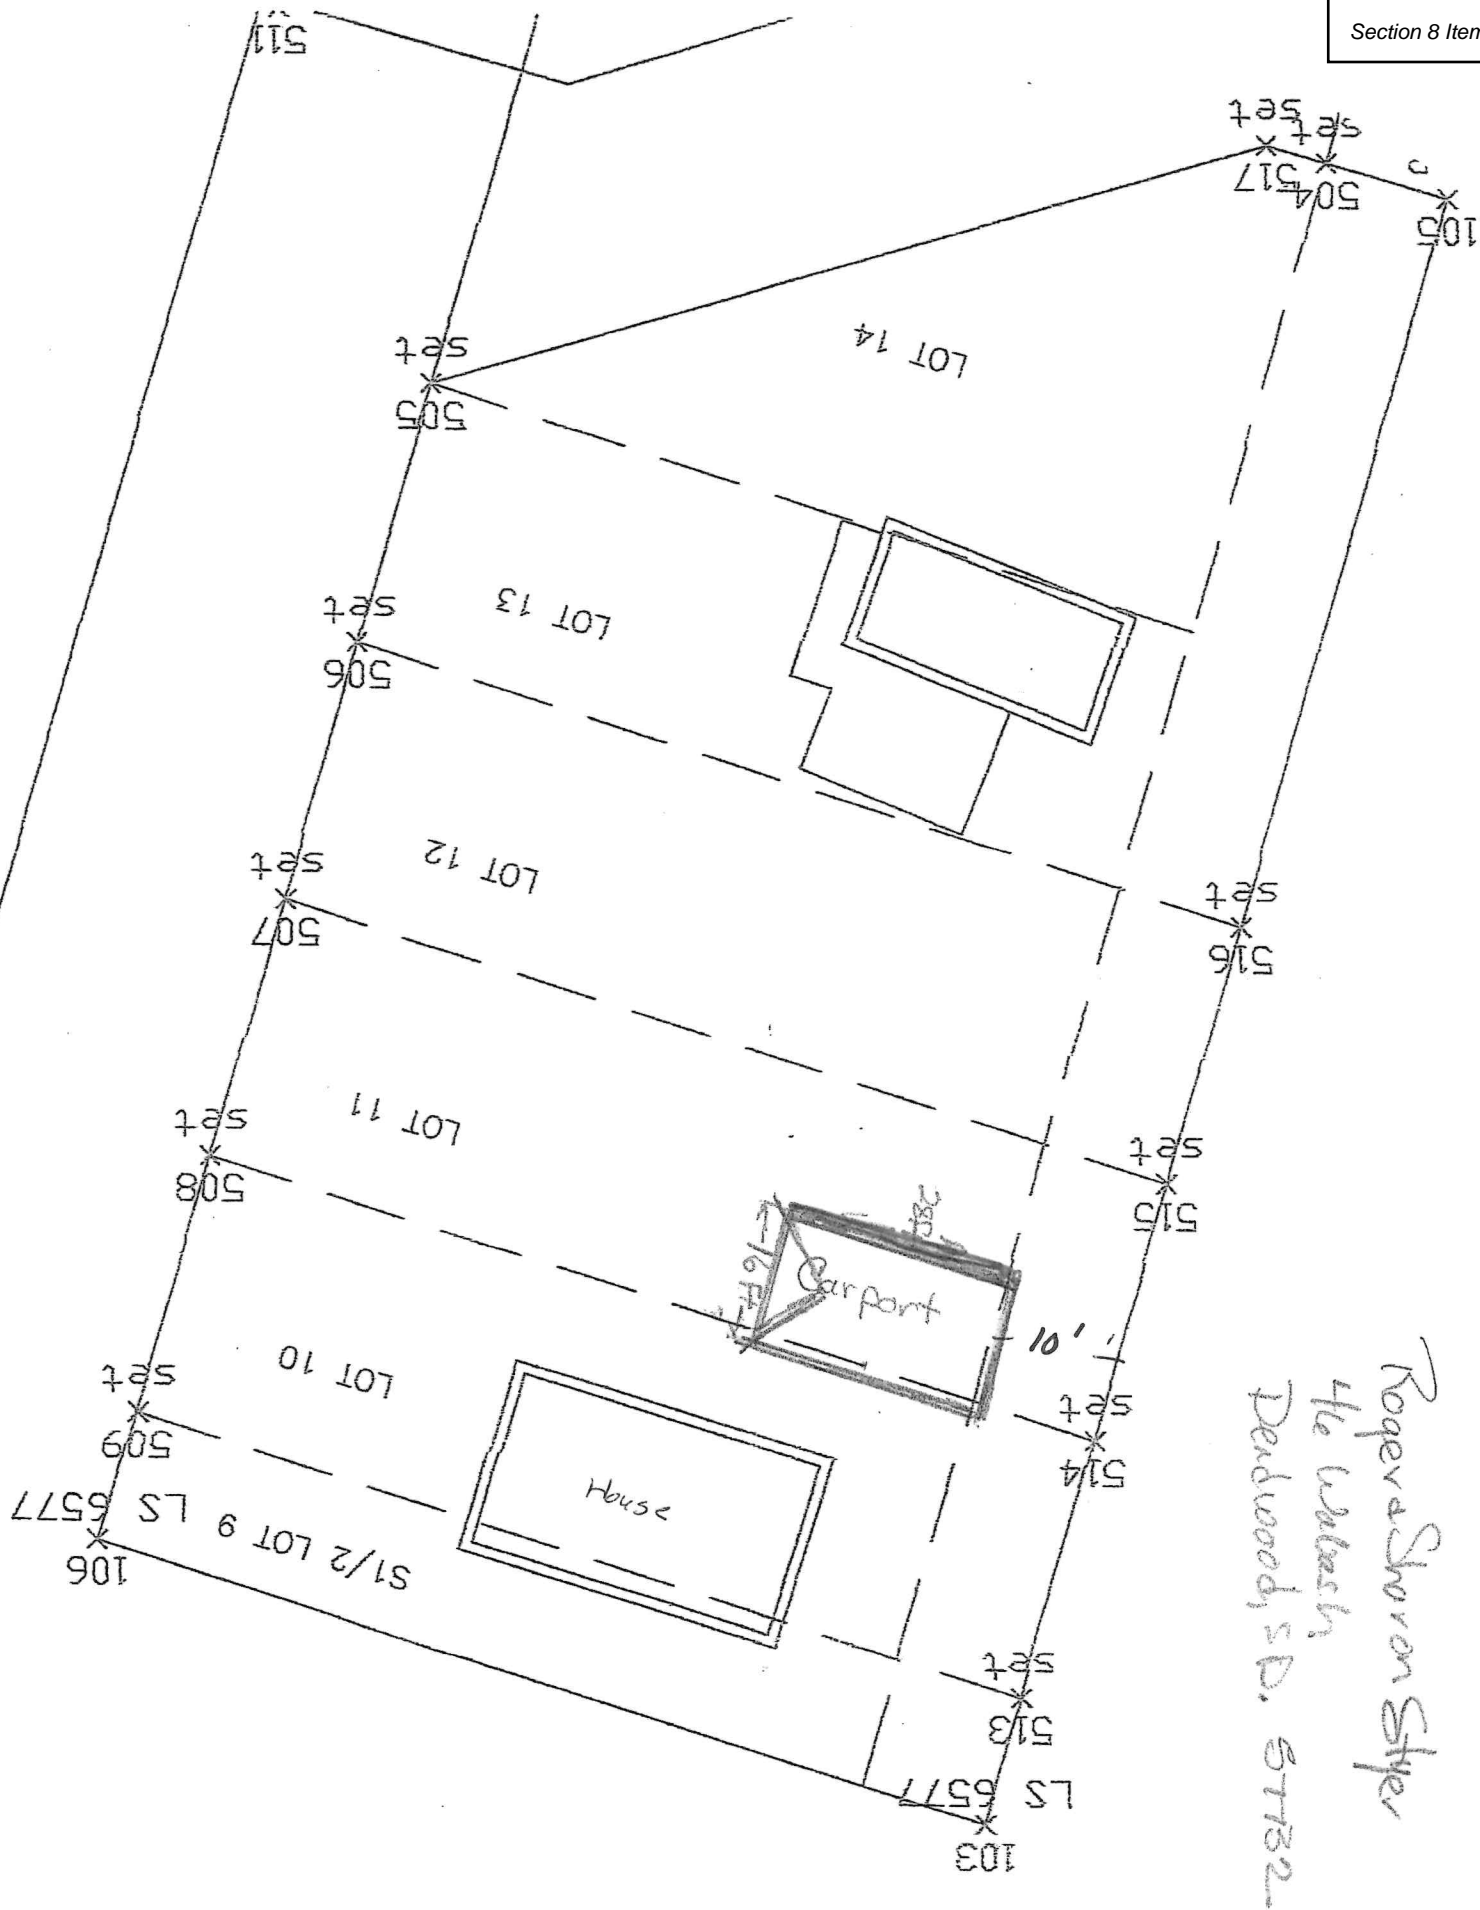 Section 8 Item
511
set
set
517
504
105
LOT 14
set
505
LOT 13
set
506
LOT 12
set
507
set
516
LOT 11
set
508
set
515
28'
16 ft
Carport
10'
LOT 10
set
509
set
514
House
LS 6577
106
S1/2 LOT 9
set
513
LS 6577
103
Roger & Sharon Styer
46 Wabash
Deadwood, SD. 57732